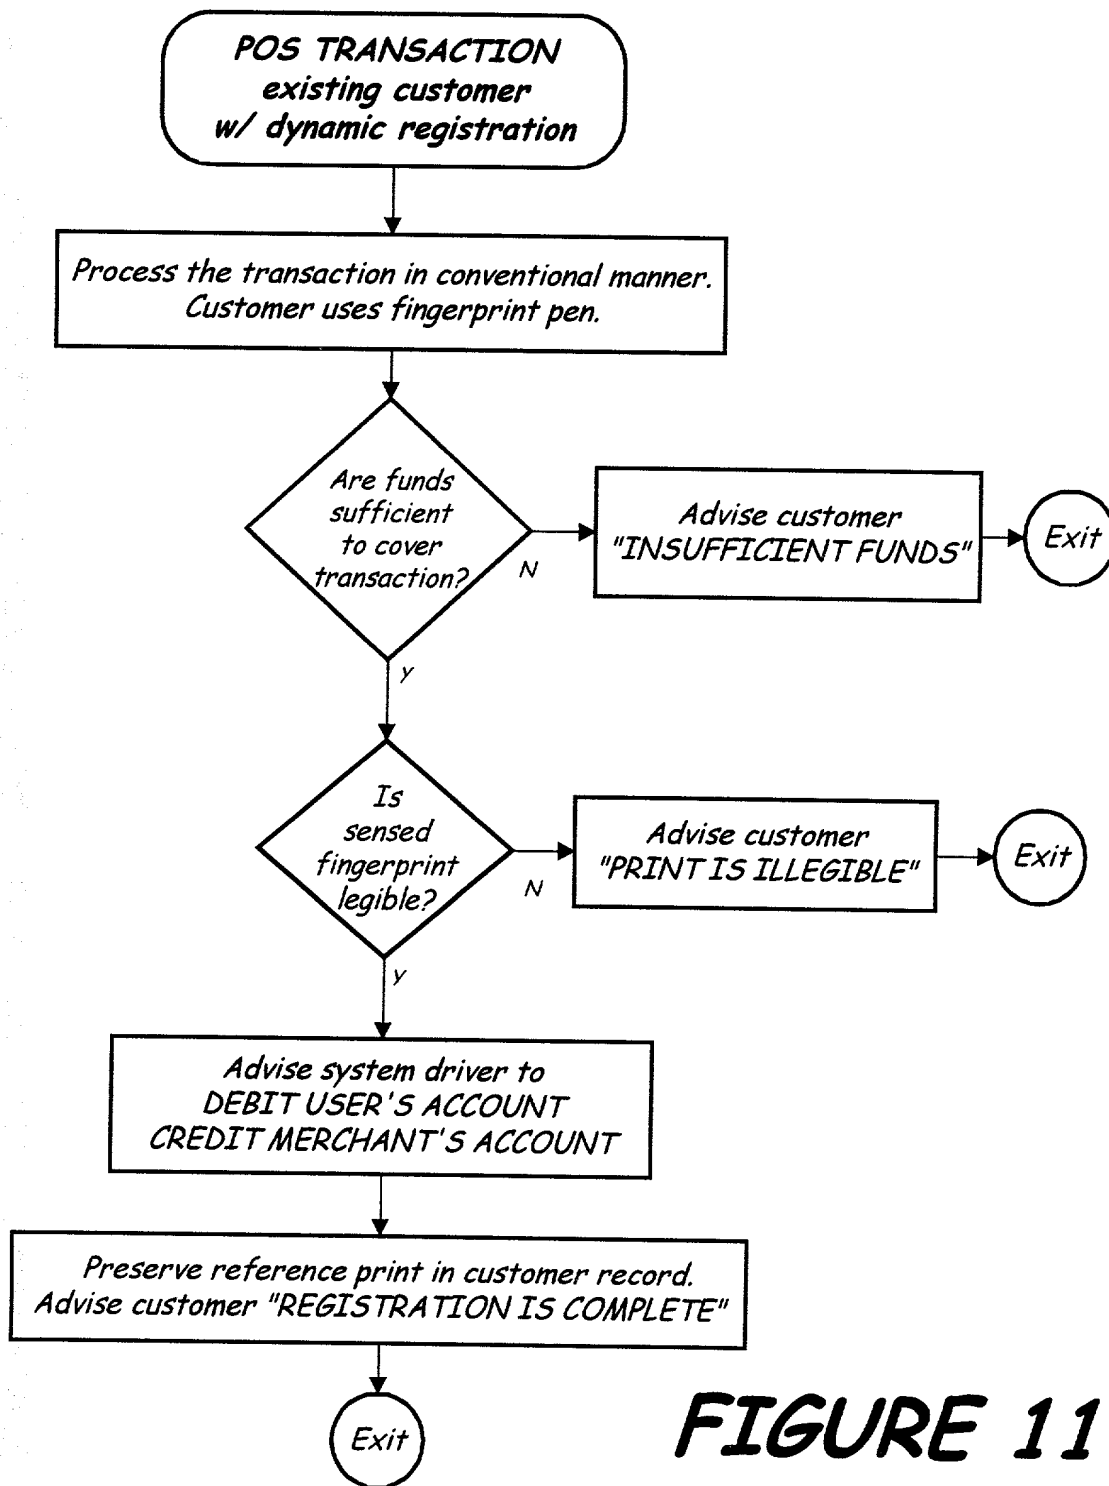 POS TRANSACTION
existing customer
w/ dynamic registration
Process the transaction in conventional manner.
Customer uses fingerprint pen.
Are funds
sufficient
to cover
transaction?
N
Advise customer
"INSUFFICIENT FUNDS"
Exit
Y
Is
sensed
fingerprint
legible?
N
Advise customer
"PRINT IS ILLEGIBLE"
Exit
Y
Advise system driver to
DEBIT USER'S ACCOUNT
CREDIT MERCHANT'S ACCOUNT
Preserve reference print in customer record.
Advise customer "REGISTRATION IS COMPLETE"
Exit
FIGURE 11